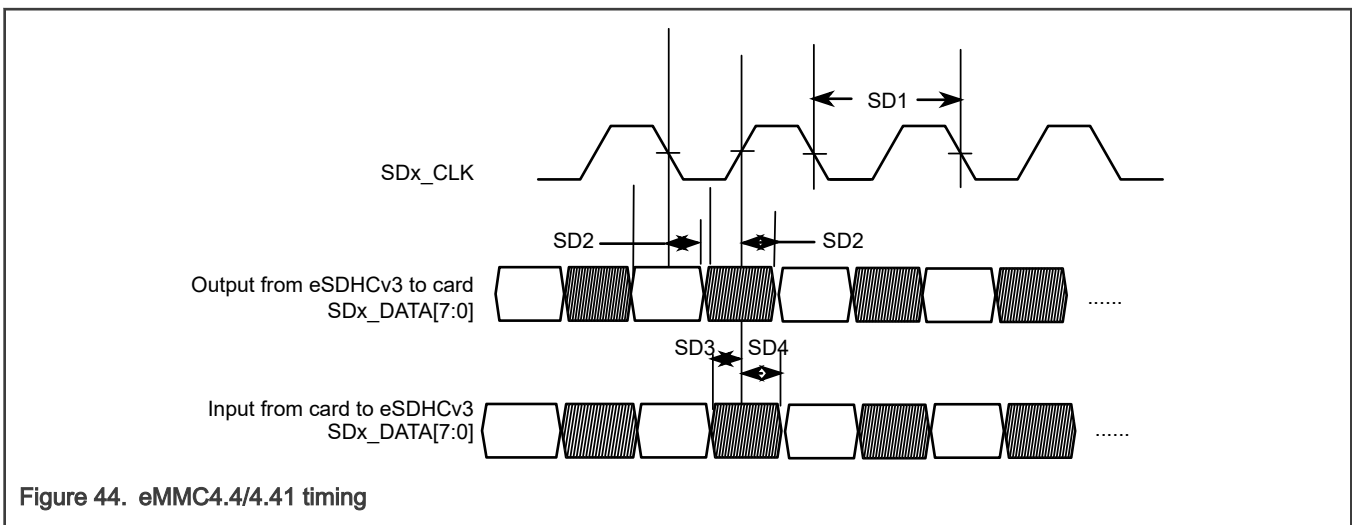 SD1
SDx_CLK
SD2
SD2
Output from eSDHCv3 to card
SDx_DATA[7:0]
......
SD3
SD4
Input from card to eSDHCv3
SDx_DATA[7:0]
......
Figure 44. eMMC4.4/4.41 timing